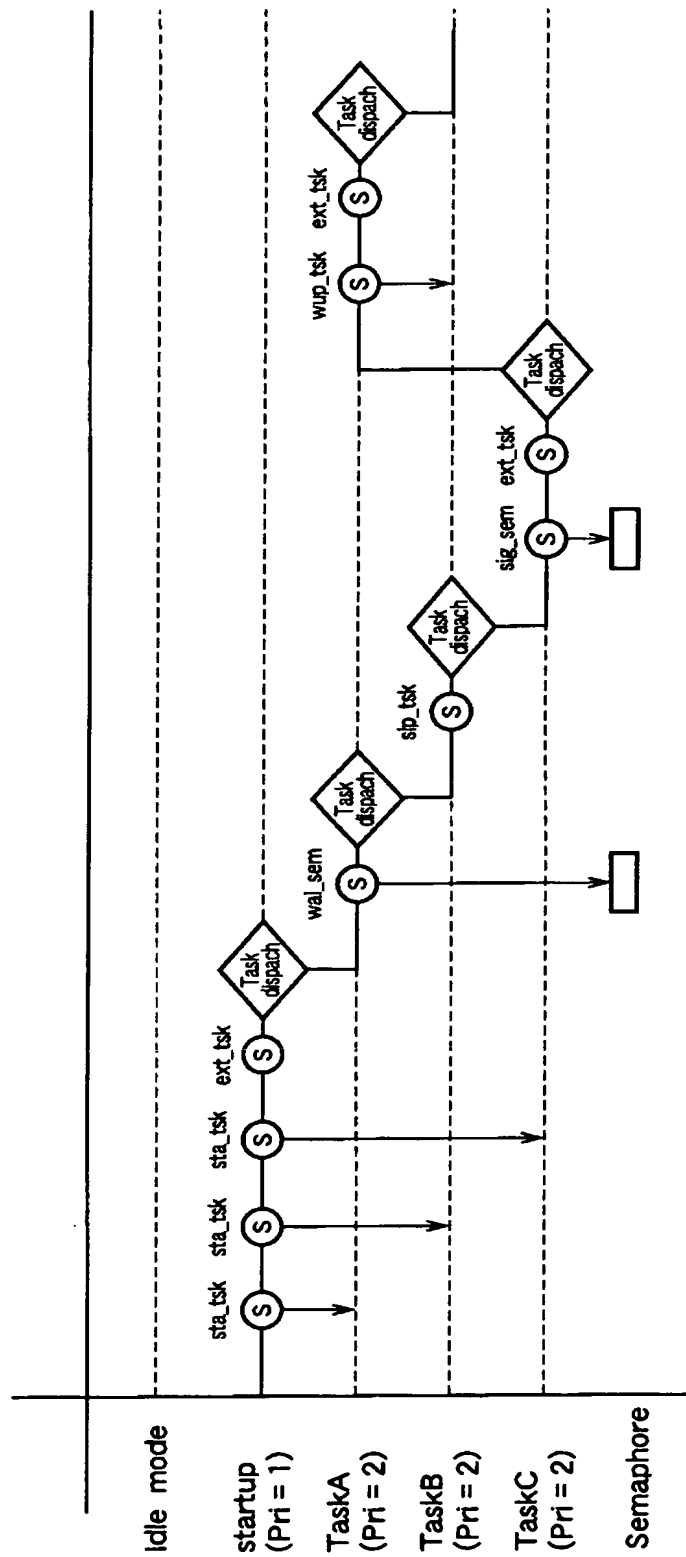 Idle mode
startup
(Pri = 1)
TaskA
(Pri = 2)
TaskB
(Pri = 2)
TaskC
(Pri = 2)
Semaphore
sta_tsk
sta_tsk
sta_tsk
ext_tsk
S
S
S
S
Task
dispach
wal_sem
S
Task
dispach
slp_tsk
S
Task
dispach
sig_sem
ext_tsk
S
S
Task
dispach
wup_tsk
ext_tsk
S
S
Task
dispach